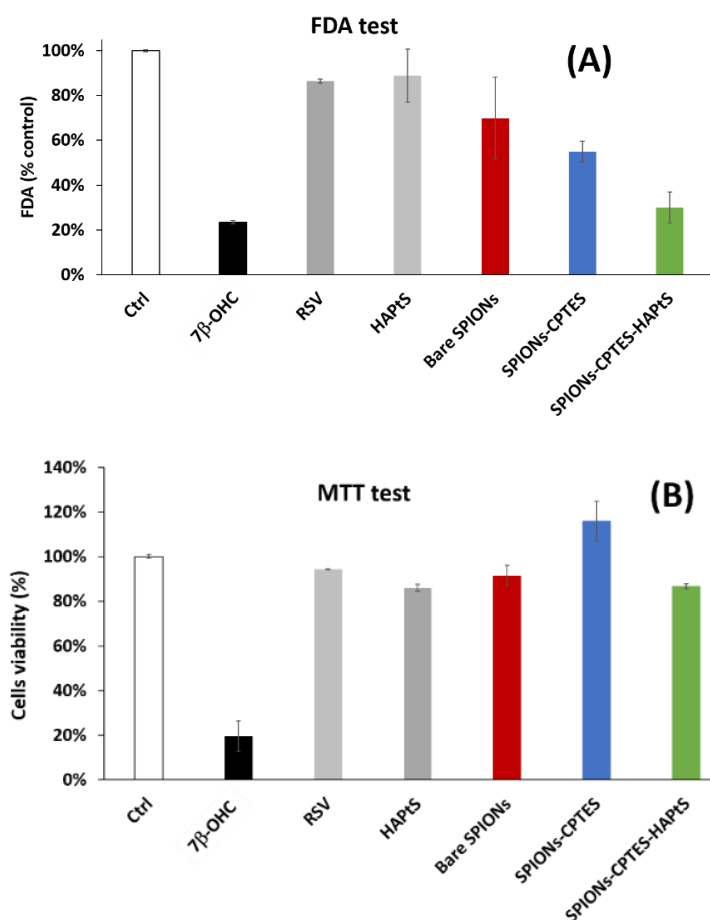 FDA test
(A)
FDA (% control)
100%
80%
60%
40%
20%
0%
Ctrl
7β-OHC
RSV
HAPtS
Bare SPIONs
SPIONs-CPTES
SPIONs-CPTES-HAPtS
MTT test
(B)
Cells viability (%)
140%
120%
100%
80%
60%
40%
20%
0%
Ctrl
7β-OHC
RSV
HAPtS
Bare SPIONs
SPIONs-CPTES
SPIONs-CPTES-HAPtS